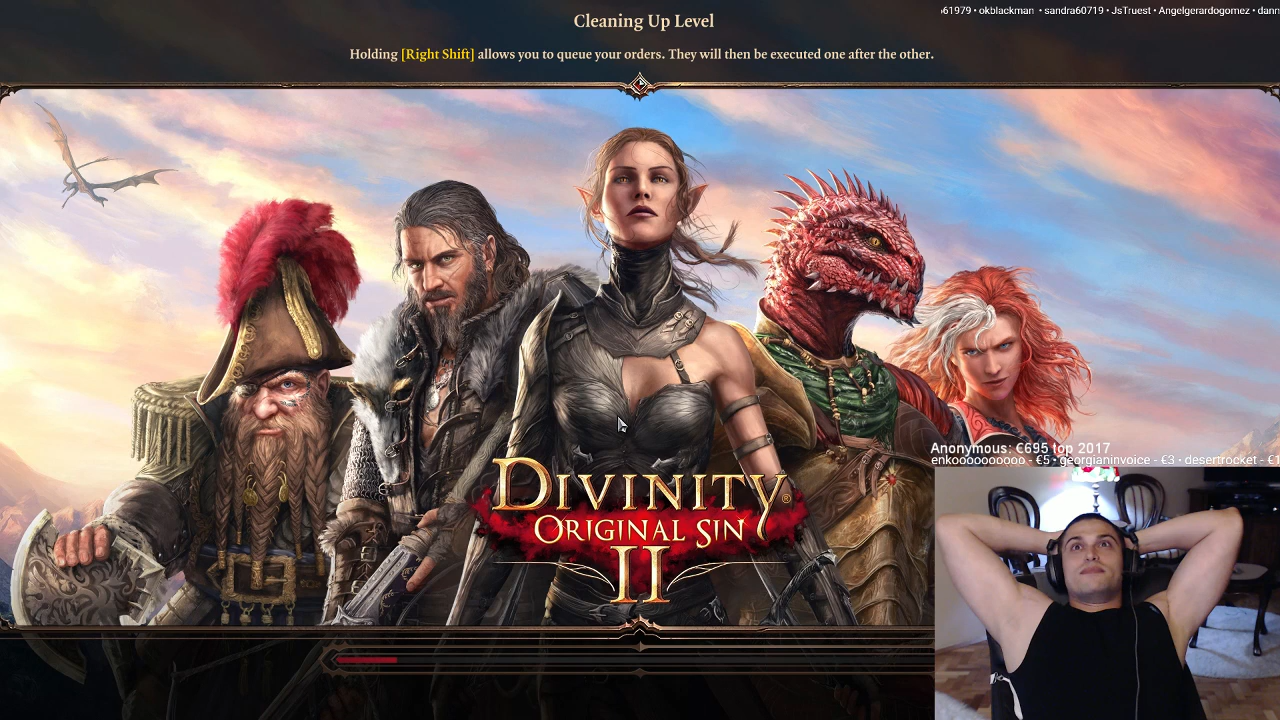 Cleaning Up Level
61979 • okblackman • sandra60719 • JsTruest • Angelgerardogomez • dann
Holding [Right Shift] allows you to queue your orders. They will then be executed one after the other.
DIVINITY®
ORIGINAL SIN
II
Anonymous: €695 top 2017
enkoooooooooo - €5 • georgianinvoice - €3 • desertrocket - €1